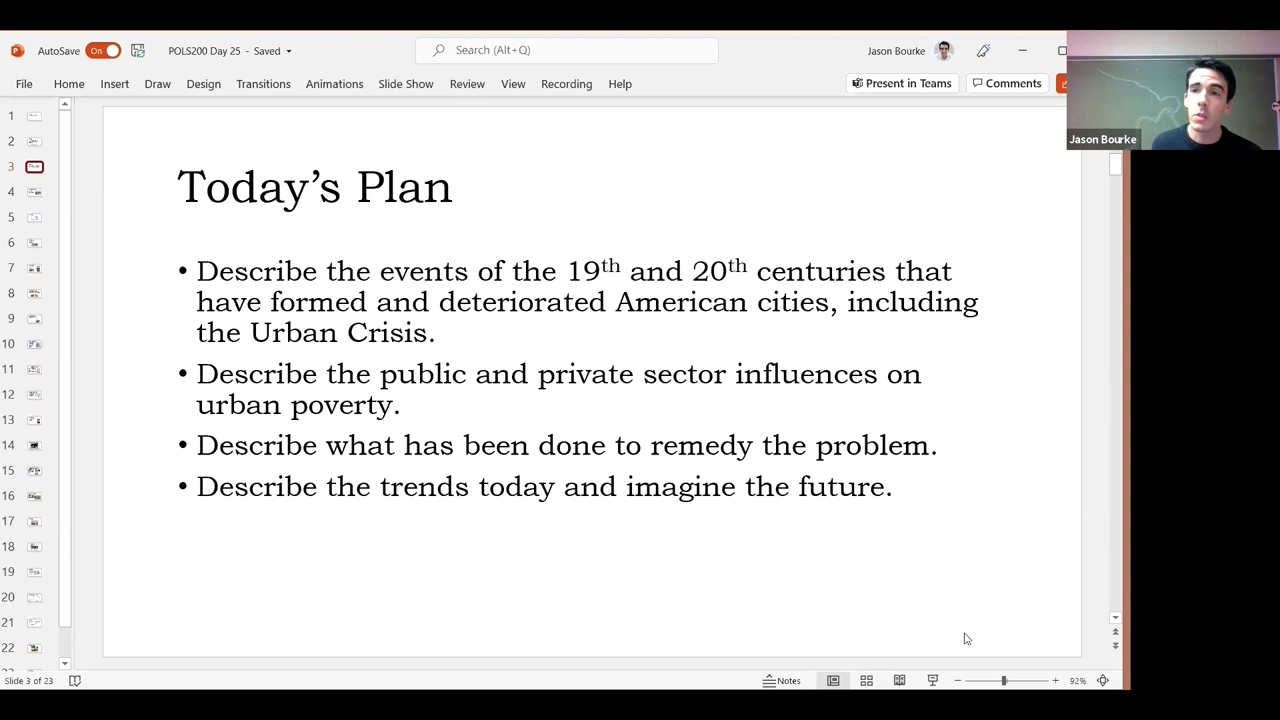 AutoSave On POLS200 Day 25 - Saved Search (Alt+Q) Jason Bourke
File Home Insert Draw Design Transitions Animations Slide Show Review View Recording Help Present in Teams Comments
Jason Bourke
1
2
3
4
5
6
7
8
9
10
11
12
13
14
15
16
17
18
19
20
21
22
Today's Plan
• Describe the events of the 19th and 20th centuries that
have formed and deteriorated American cities, including
the Urban Crisis.
• Describe the public and private sector influences on
urban poverty.
• Describe what has been done to remedy the problem.
• Describe the trends today and imagine the future.
Slide 3 of 23 Notes 92%